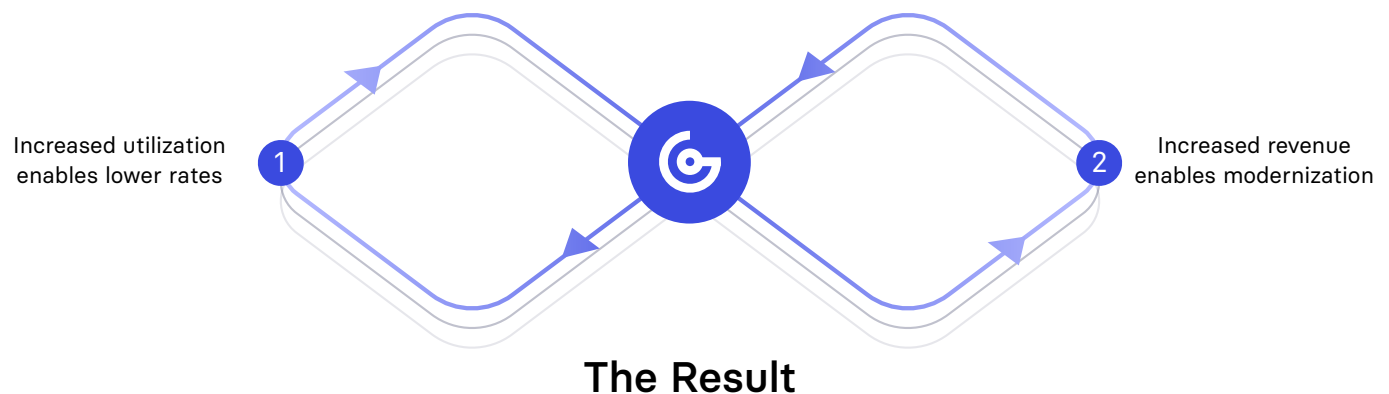 Increased utilization
enables lower rates
1
2
Increased revenue
enables modernization
The Result